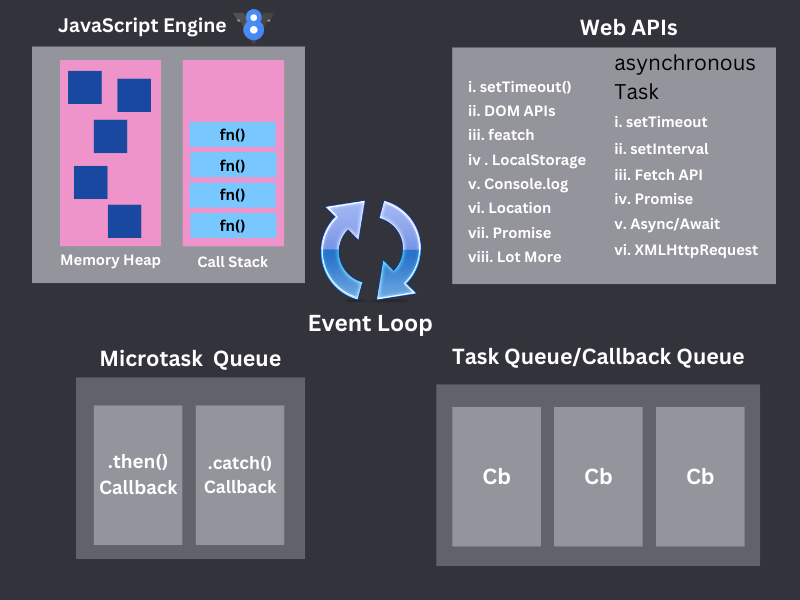 JavaScript Engine
fn()
fn()
fn()
fn()
Memory Heap
Call Stack
Web APIs
i. setTimeout()
ii. DOM APIs
iii. featch
iv . LocalStorage
v. Console.log
vi. Location
vii. Promise
viii. Lot More
asynchronous
Task
i. setTimeout
ii. setInterval
iii. Fetch API
iv. Promise
v. Async/Await
vi. XMLHttpRequest
Event Loop
Microtask Queue
.then()
Callback
.catch()
Callback
Task Queue/Callback Queue
Cb
Cb
Cb